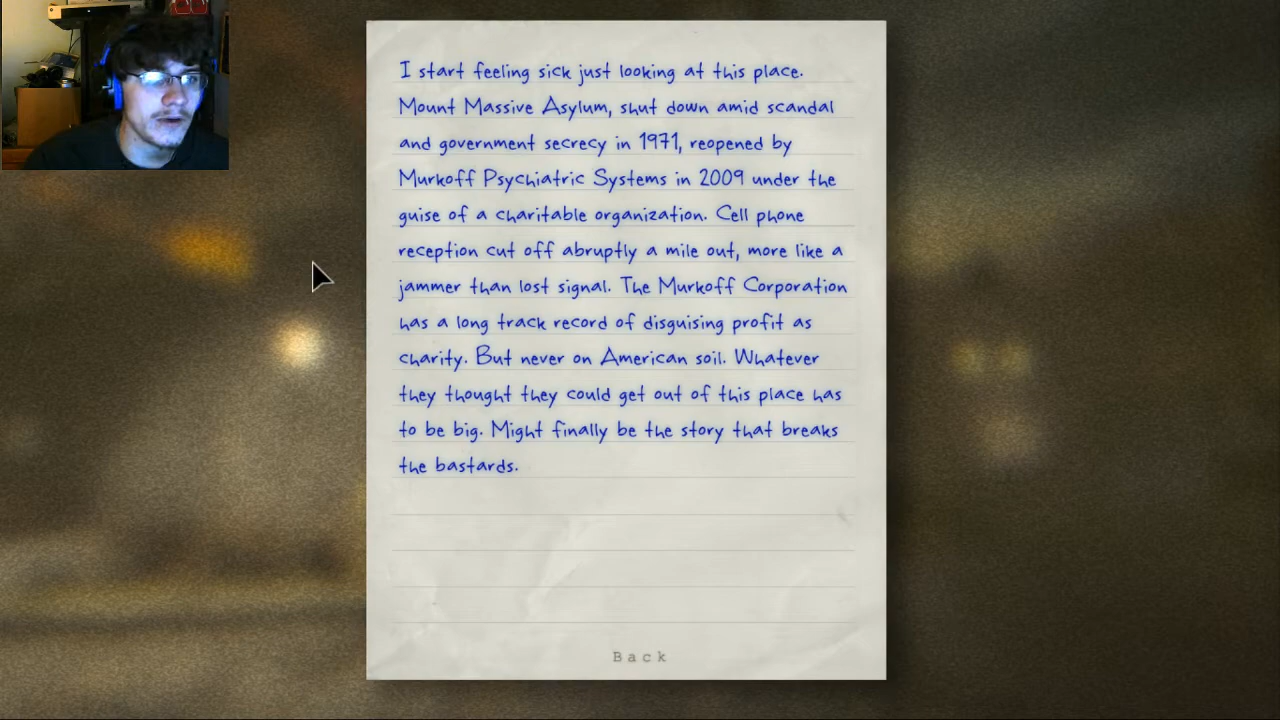 I start feeling sick just looking at this place.
Mount Massive Asylum, shut down amid scandal
and government secrecy in 1971, reopened by
Murkoff Psychiatric Systems in 2009 under the
guise of a charitable organization. Cell phone
reception cut off abruptly a mile out, more like a
jammer than lost signal. The Murkoff Corporation
has a long track record of disguising profit as
charity. But never on American soil. Whatever
they thought they could get out of this place has
to be big. Might finally be the story that breaks
the bastards.
Back